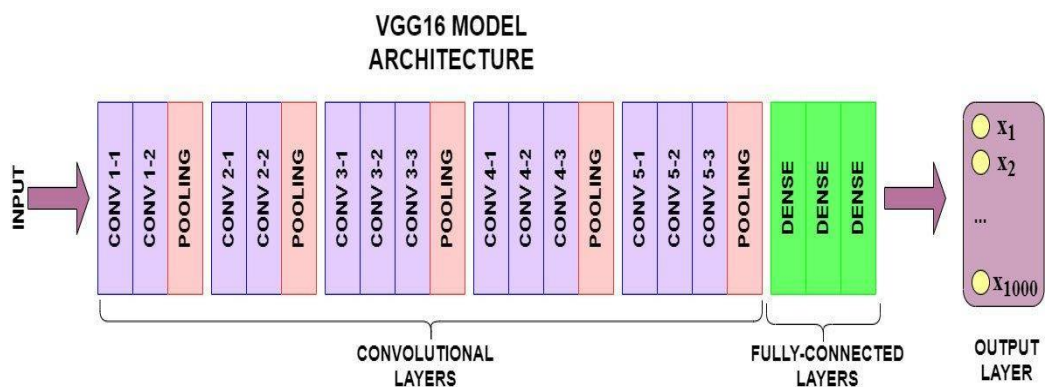 VGG16 MODEL
ARCHITECTURE
INPUT
CONV 1-1
CONV 1-2
POOLING
CONV 2-1
CONV 2-2
POOLING
CONV 3-1
CONV 3-2
CONV 3-3
POOLING
CONV 4-1
CONV 4-2
CONV 4-3
POOLING
CONV 5-1
CONV 5-2
CONV 5-3
POOLING
DENSE
DENSE
DENSE
x₁
x₂
...
x₁₀₀₀
CONVOLUTIONAL
LAYERS
FULLY-CONNECTED
LAYERS
OUTPUT
LAYER